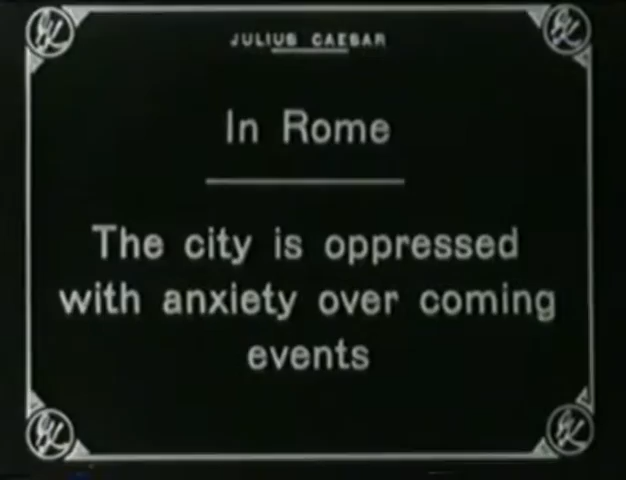 JULIUS CAESAR
In Rome
The city is oppressed
with anxiety over coming
events